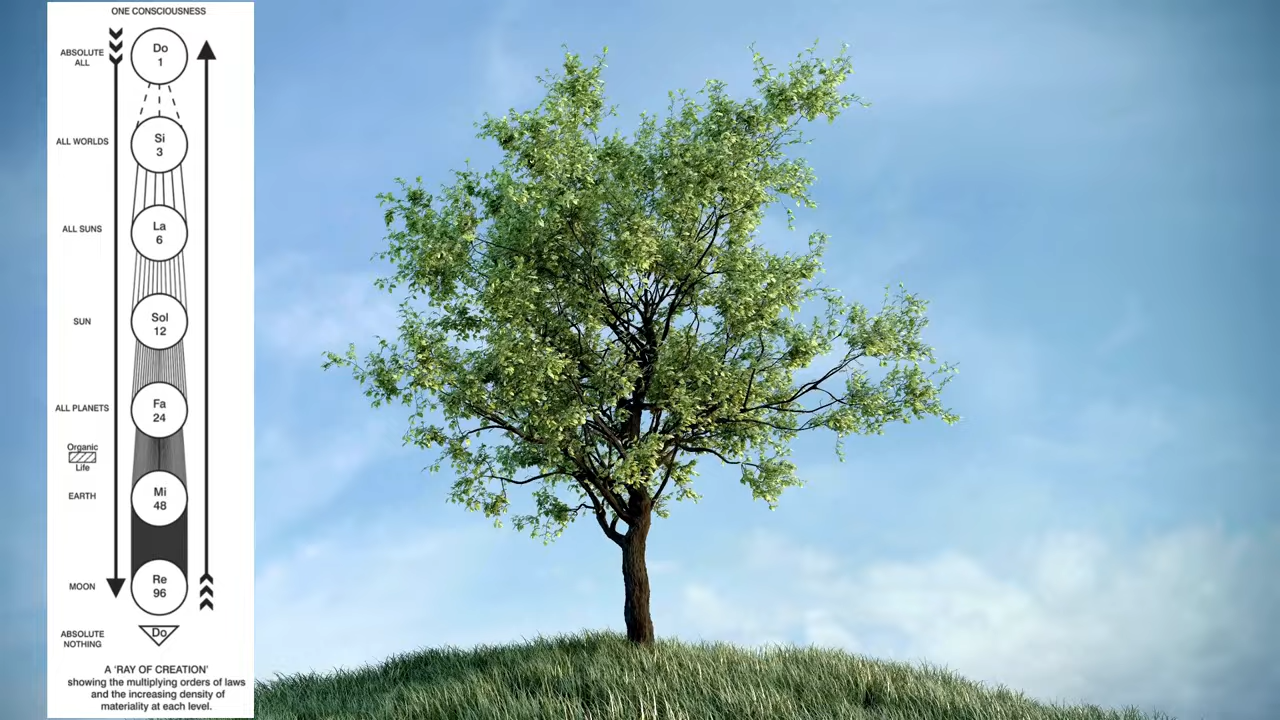 ONE CONSCIOUSNESS
ABSOLUTE
ALL
Do
1
ALL WORLDS
Si
3
ALL SUNS
La
6
SUN
Sol
12
ALL PLANETS
Fa
24
Organic
Life
EARTH
Mi
48
MOON
Re
96
ABSOLUTE
NOTHING
Do
A ‘RAY OF CREATION’
showing the multiplying orders of laws
and the increasing density of
materiality at each level.